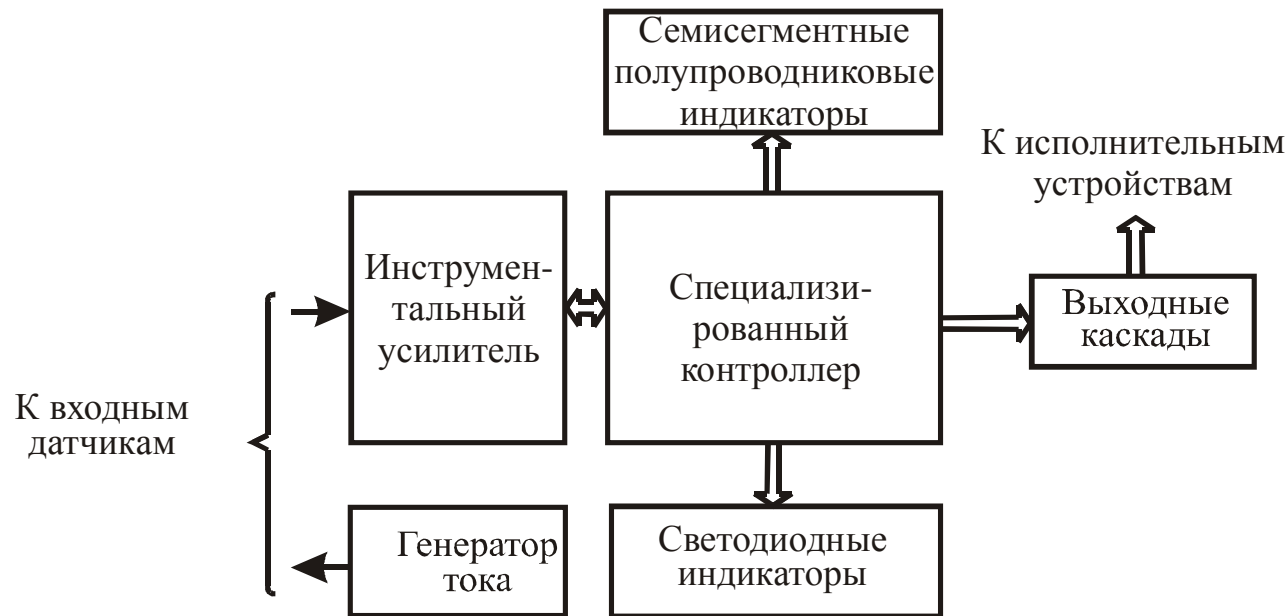 Семисегментные
полупроводниковые
индикаторы
К исполнительным
устройствам
Инструмен-
тальный
усилитель
Специализи-
рованный
контроллер
Выходные
каскады
К входным
датчикам
Генератор
тока
Светодиодные
индикаторы